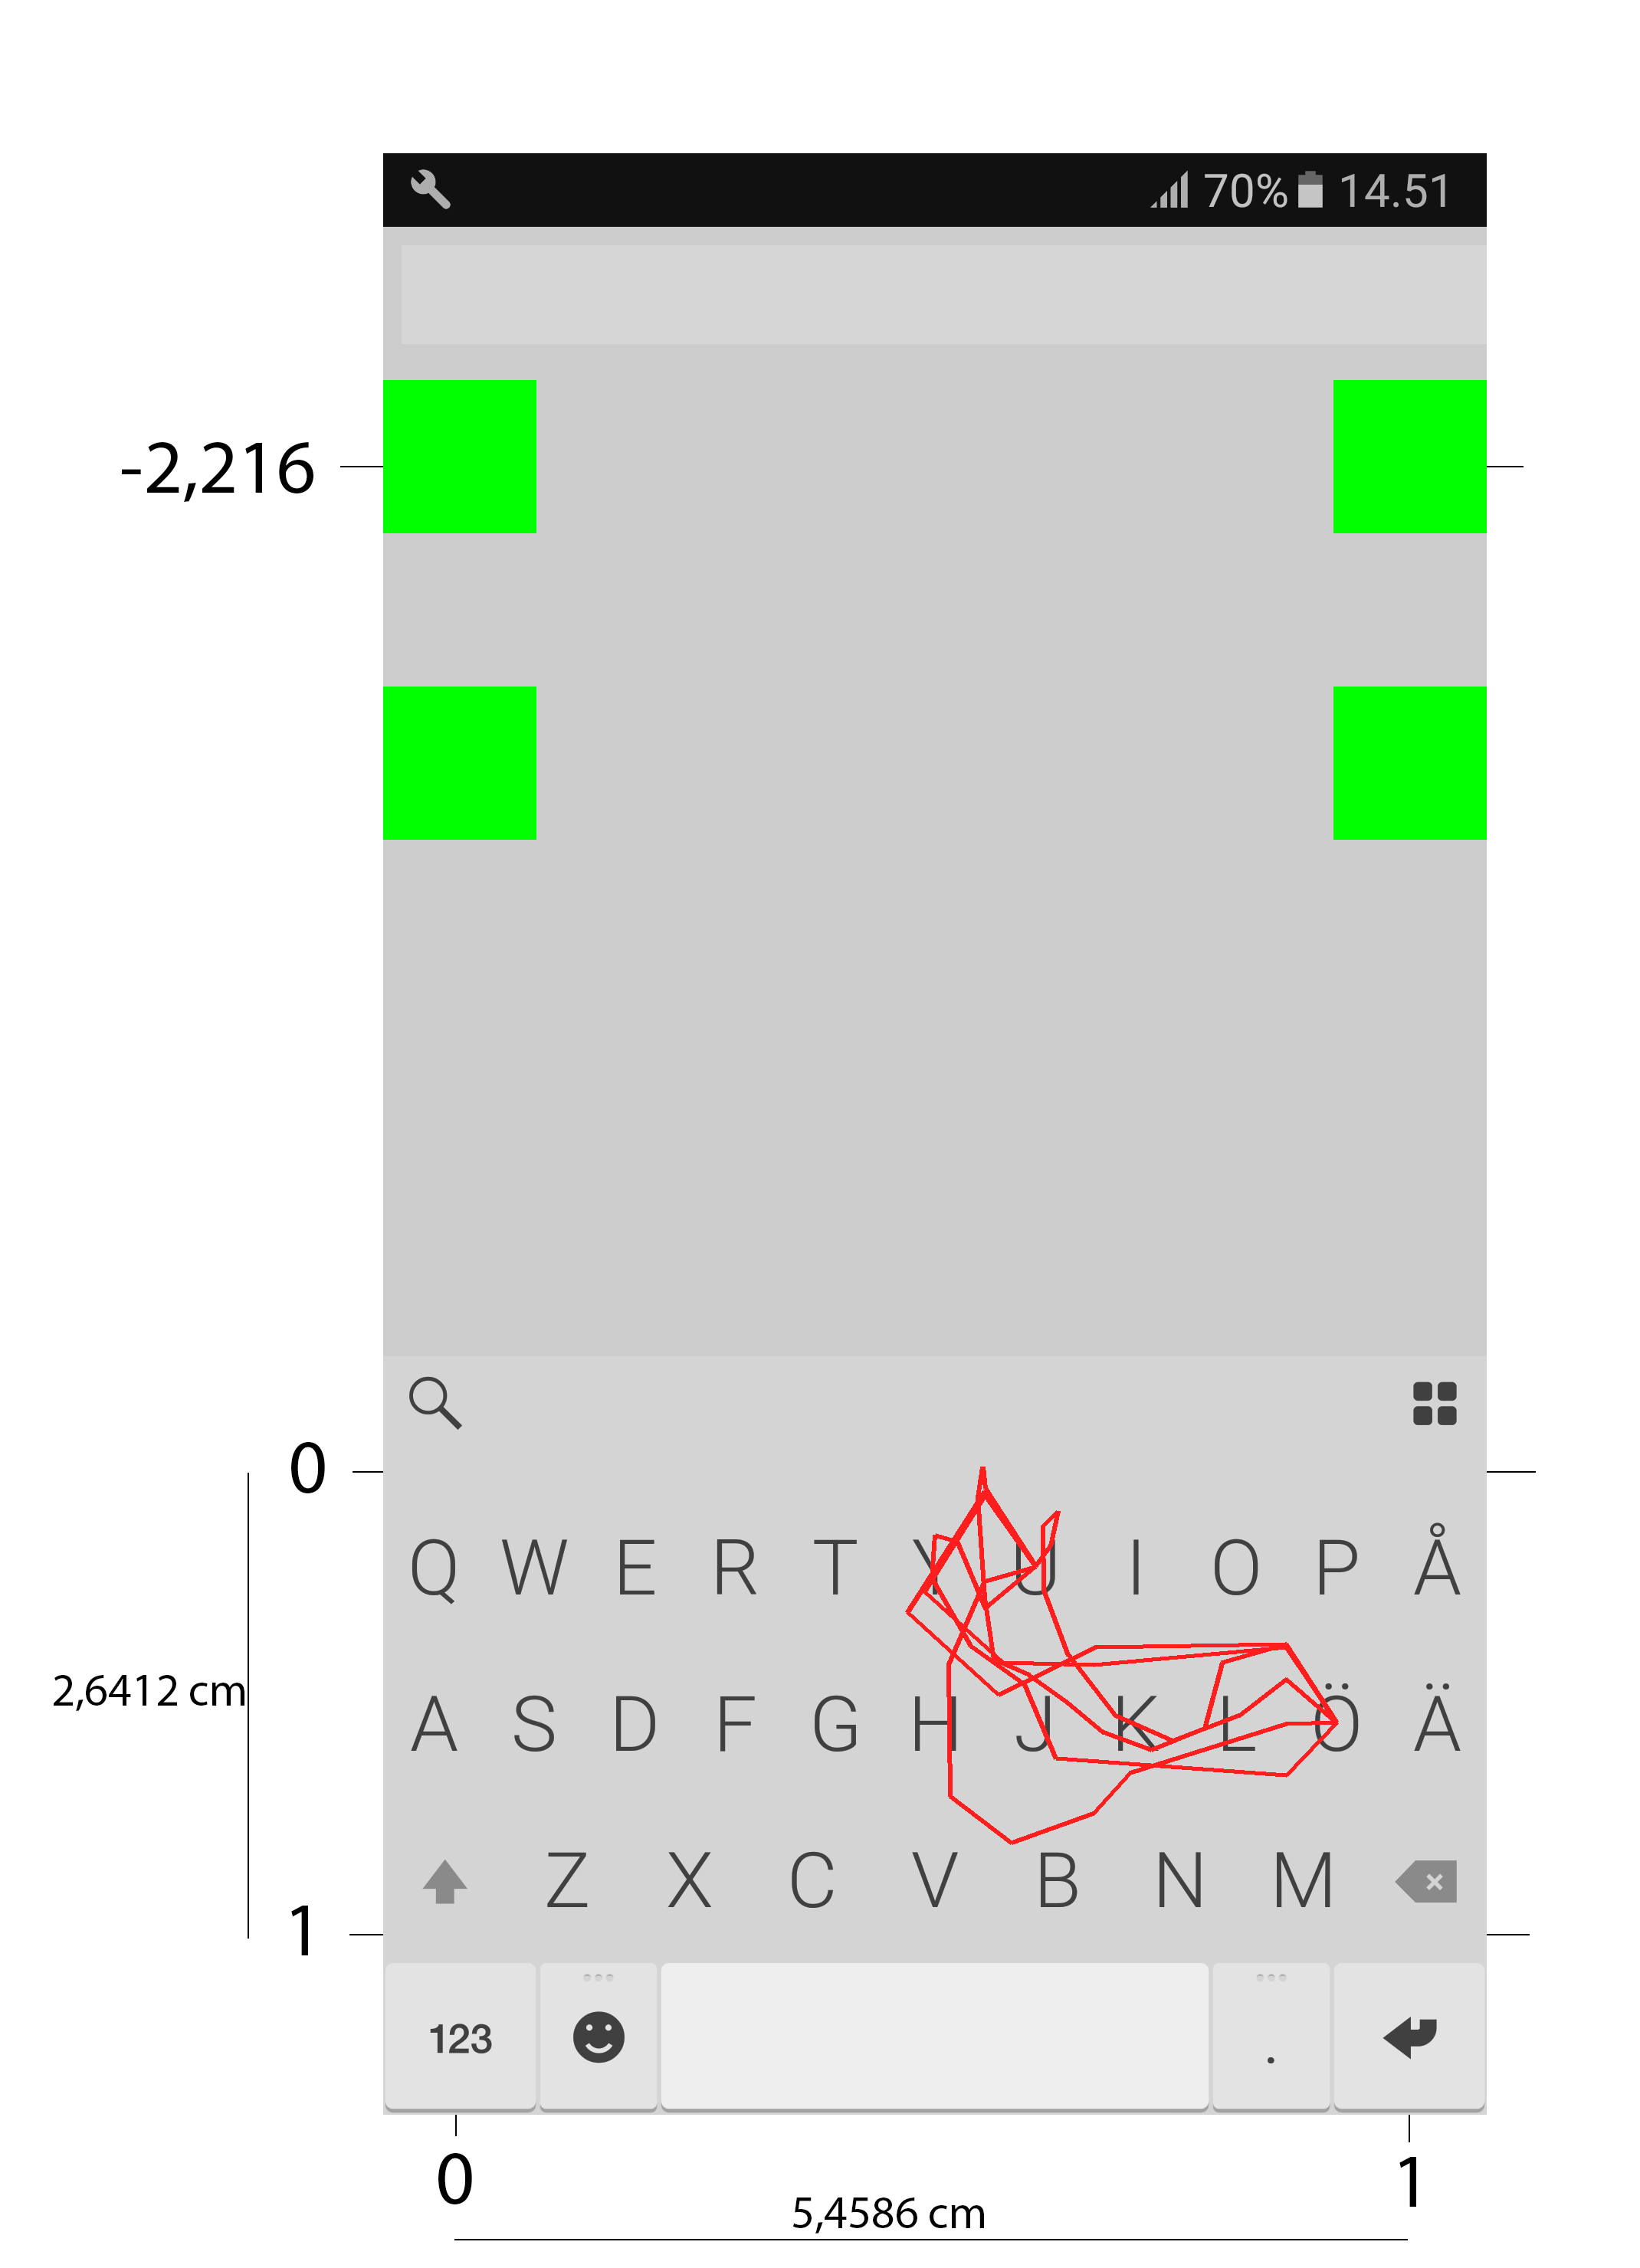 70% 14.51
-2,216
0
Q W E R T Y U I O P Å
2,6412 cm
A S D F G H J K L Ö Ä
Z X C V B N M
1
123 .
0 1
5,4586 cm